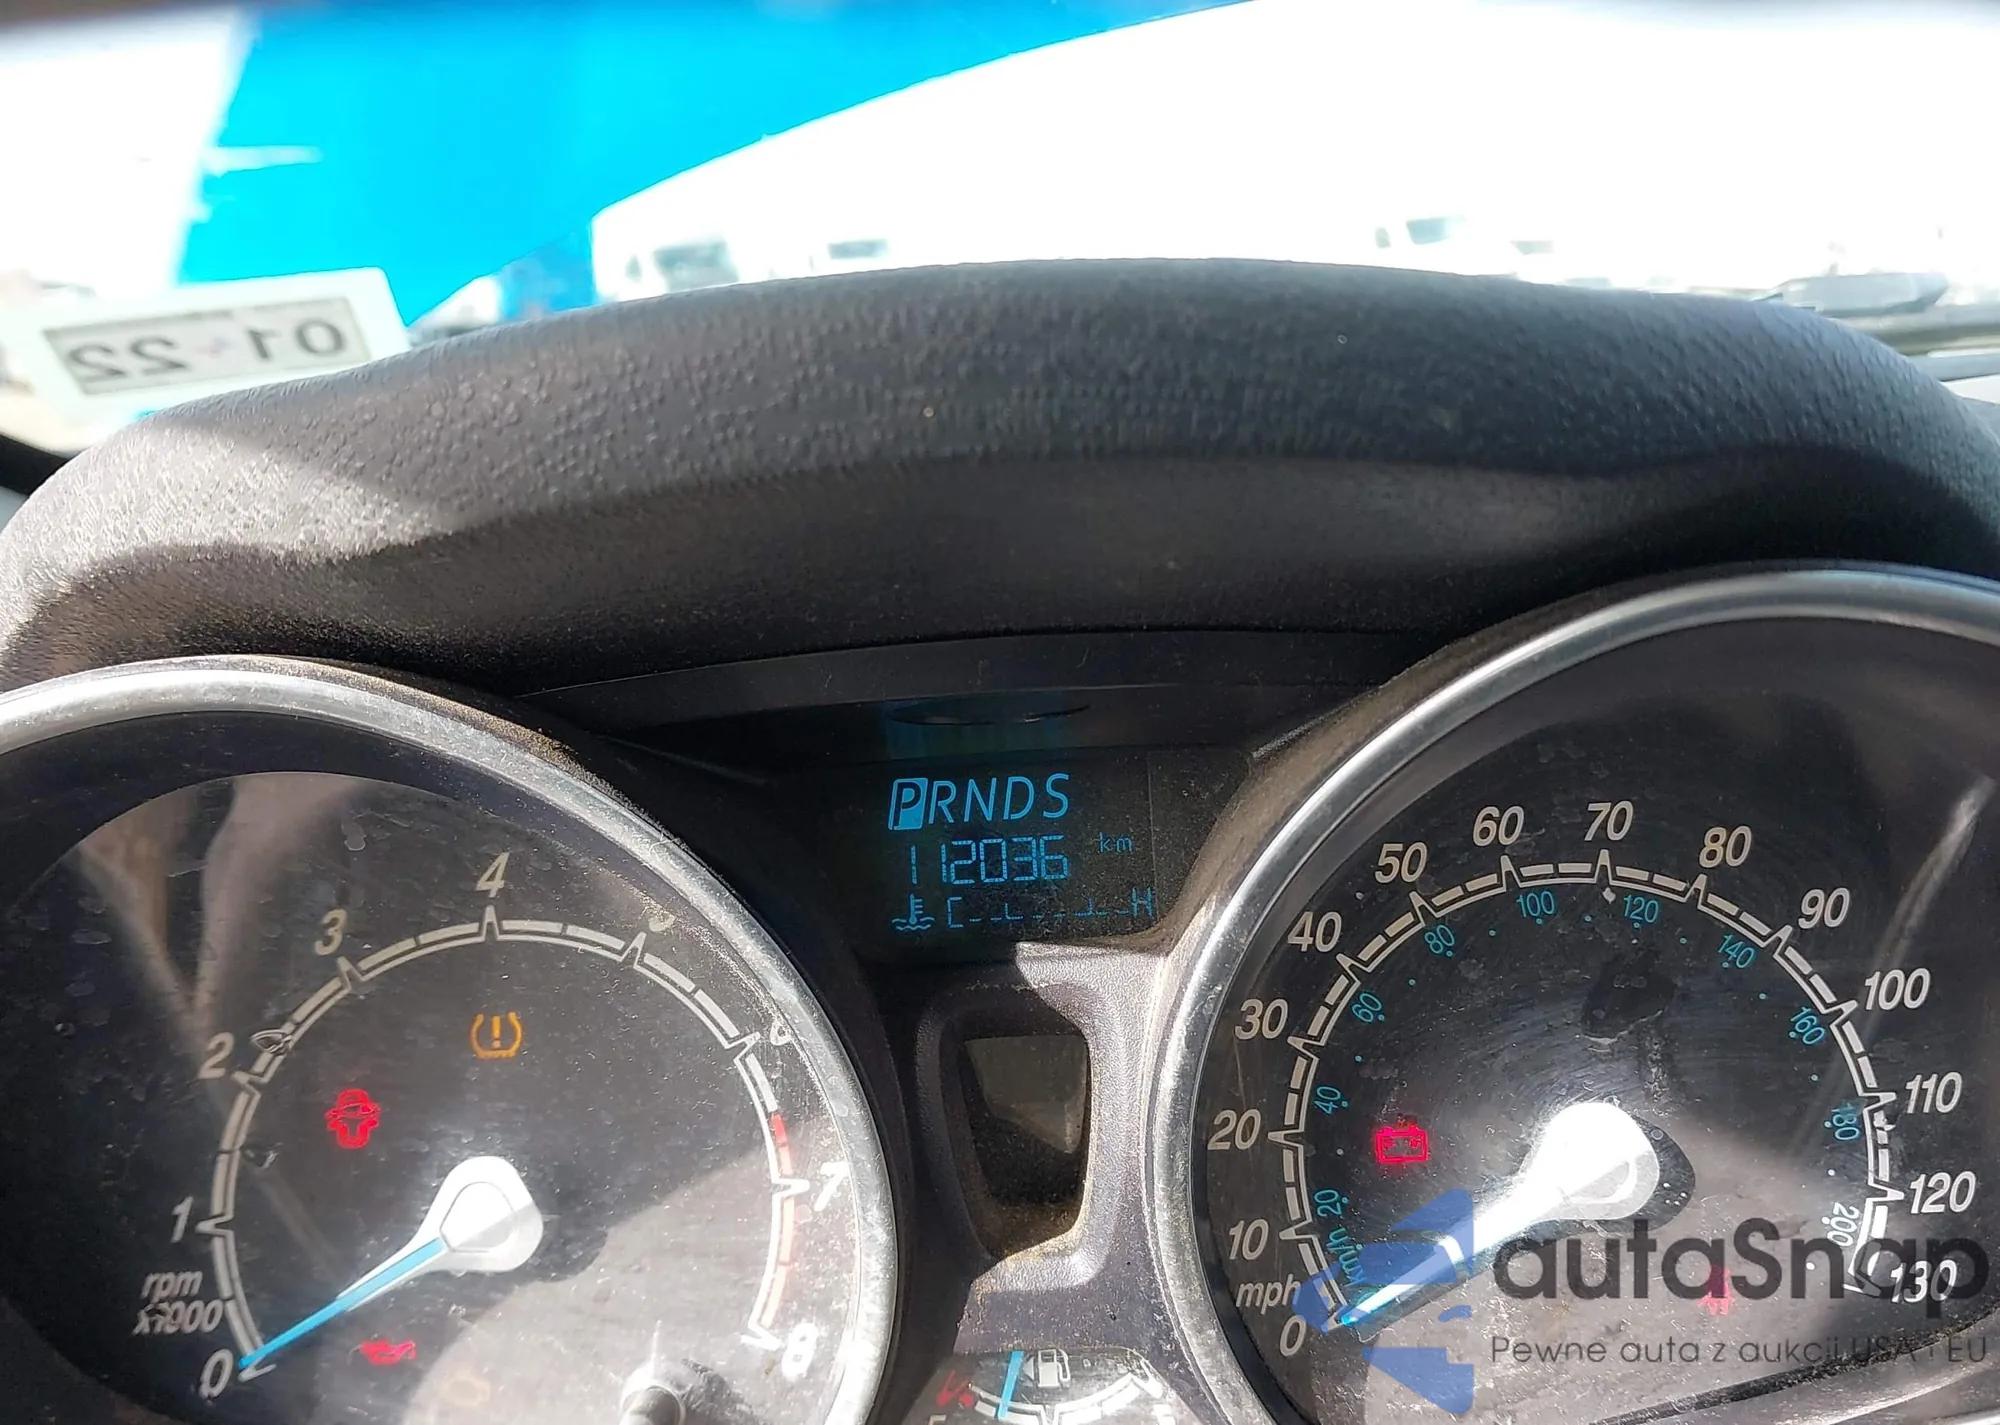 01 22
PRNDS
112036 km
C H
1 2 3 4 6 7 8
rpm
x1000
0
0 10 20 30 40 50 60 70 80 90 100 110 120 130
mph
20 40 60 80 100 120 140 160 180 200
km/h
autaSnap
Pewne auta z aukcji USA i EU